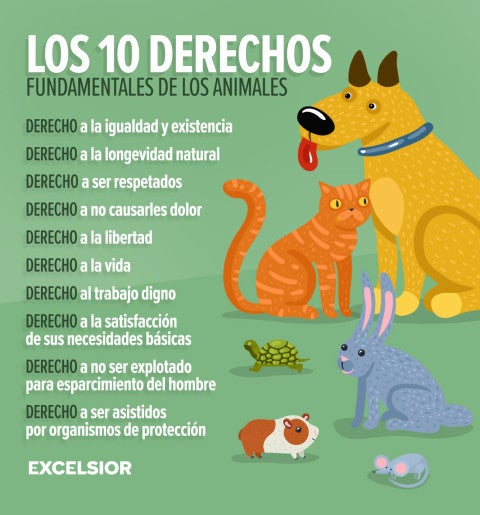 LOS 10 DERECHOS
FUNDAMENTALES DE LOS ANIMALES
DERECHO a la igualdad y existencia
DERECHO a la longevidad natural
DERECHO a ser respetados
DERECHO a no causarles dolor
DERECHO a la libertad
DERECHO a la vida
DERECHO al trabajo digno
DERECHO a la satisfacción
de sus necesidades básicas
DERECHO a no ser explotado
para esparcimiento del hombre
DERECHO a ser asistidos
por organismos de protección
EXCELSIOR